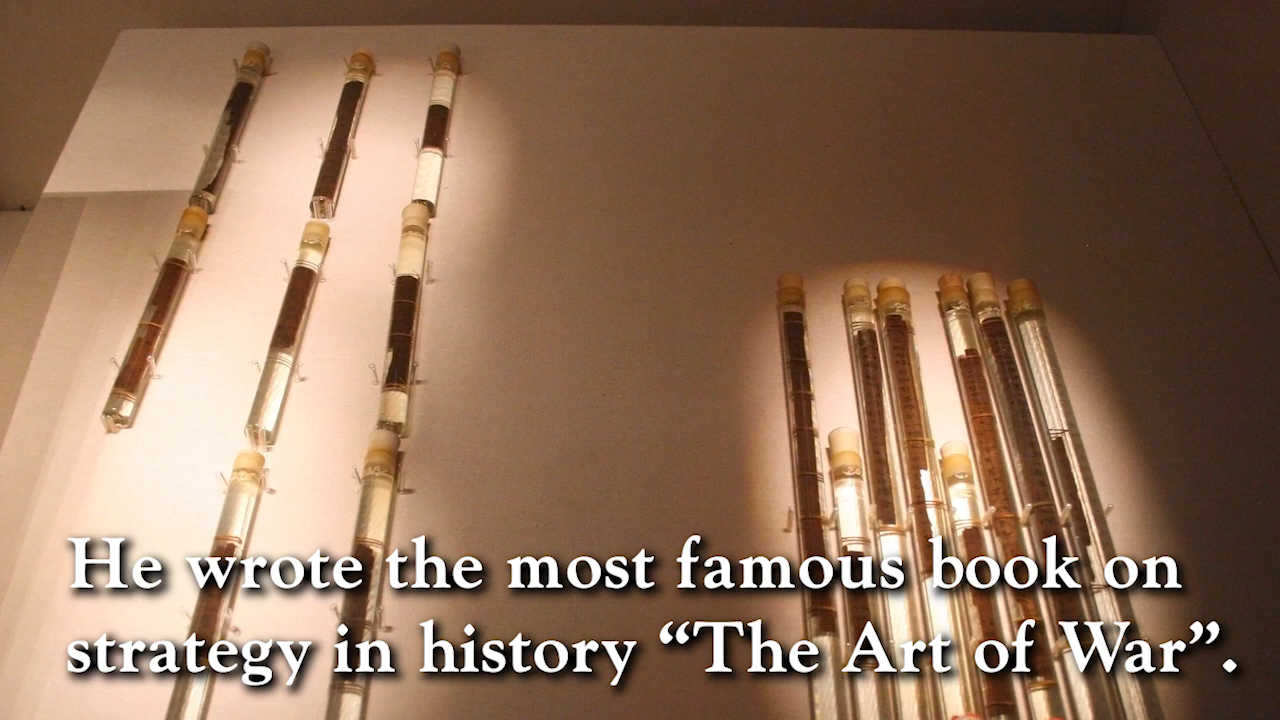 He wrote the most famous book on
strategy in history “The Art of War”.